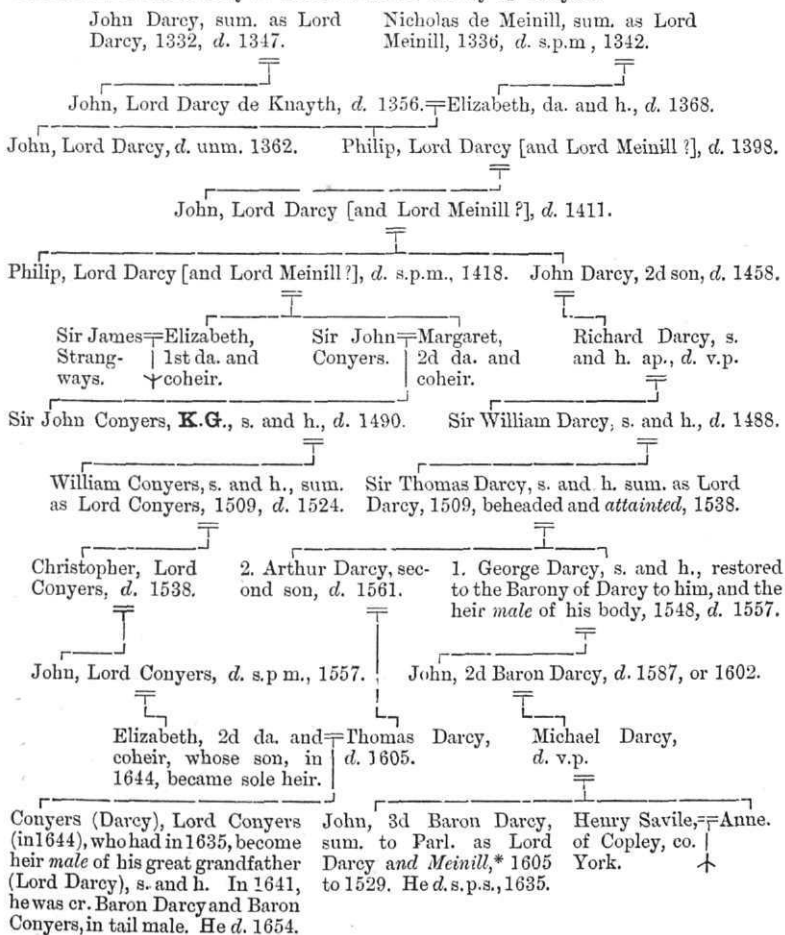 John Darcy, sum. as Lord
Darcy, 1332, d. 1347.
Nicholas de Meinill, sum. as Lord
Meinill, 1336, d. s.p.m , 1342.
John, Lord Darcy de Knayth, d. 1356.
Elizabeth, da. and h., d. 1368.
John, Lord Darcy, d. unm. 1362.
Philip, Lord Darcy [and Lord Meinill ?], d. 1398.
John, Lord Darcy [and Lord Meinill ?], d. 1411.
Philip, Lord Darcy [and Lord Meinill ?], d. s.p.m., 1418.
John Darcy, 2d son, d. 1458.
Sir James
Strang-
ways.
Elizabeth,
1st da. and
coheir.
Sir John
Conyers.
Margaret,
2d da. and
coheir.
Richard Darcy, s.
and h. ap., d. v.p.
Sir John Conyers, K.G., s. and h., d. 1490.
Sir William Darcy, s. and h., d. 1488.
William Conyers, s. and h., sum.
as Lord Conyers, 1509, d. 1524.
Sir Thomas Darcy, s. and h. sum. as Lord
Darcy, 1509, beheaded and attainted, 1538.
Christopher, Lord
Conyers, d. 1538.
2. Arthur Darcy, sec-
ond son, d. 1561.
1. George Darcy, s. and h., restored
to the Barony of Darcy to him, and the
heir male of his body, 1548, d. 1557.
John, Lord Conyers, d. s.p m., 1557.
John, 2d Baron Darcy, d. 1587, or 1602.
Elizabeth, 2d da. and
coheir, whose son, in
1644, became sole heir.
Thomas Darcy,
d. 1605.
Michael Darcy,
d. v.p.
Conyers (Darcy), Lord Conyers
(in 1644), who had in 1635, become
heir male of his great grandfather
(Lord Darcy), s. and h. In 1641,
he was cr. Baron Darcy and Baron
Conyers, in tail male. He d. 1654.
John, 3d Baron Darcy,
sum. to Parl. as Lord
Darcy and Meinill,* 1605
to 1529. He d. s.p.s., 1635.
Henry Savile,
of Copley, co.
York.
Anne.